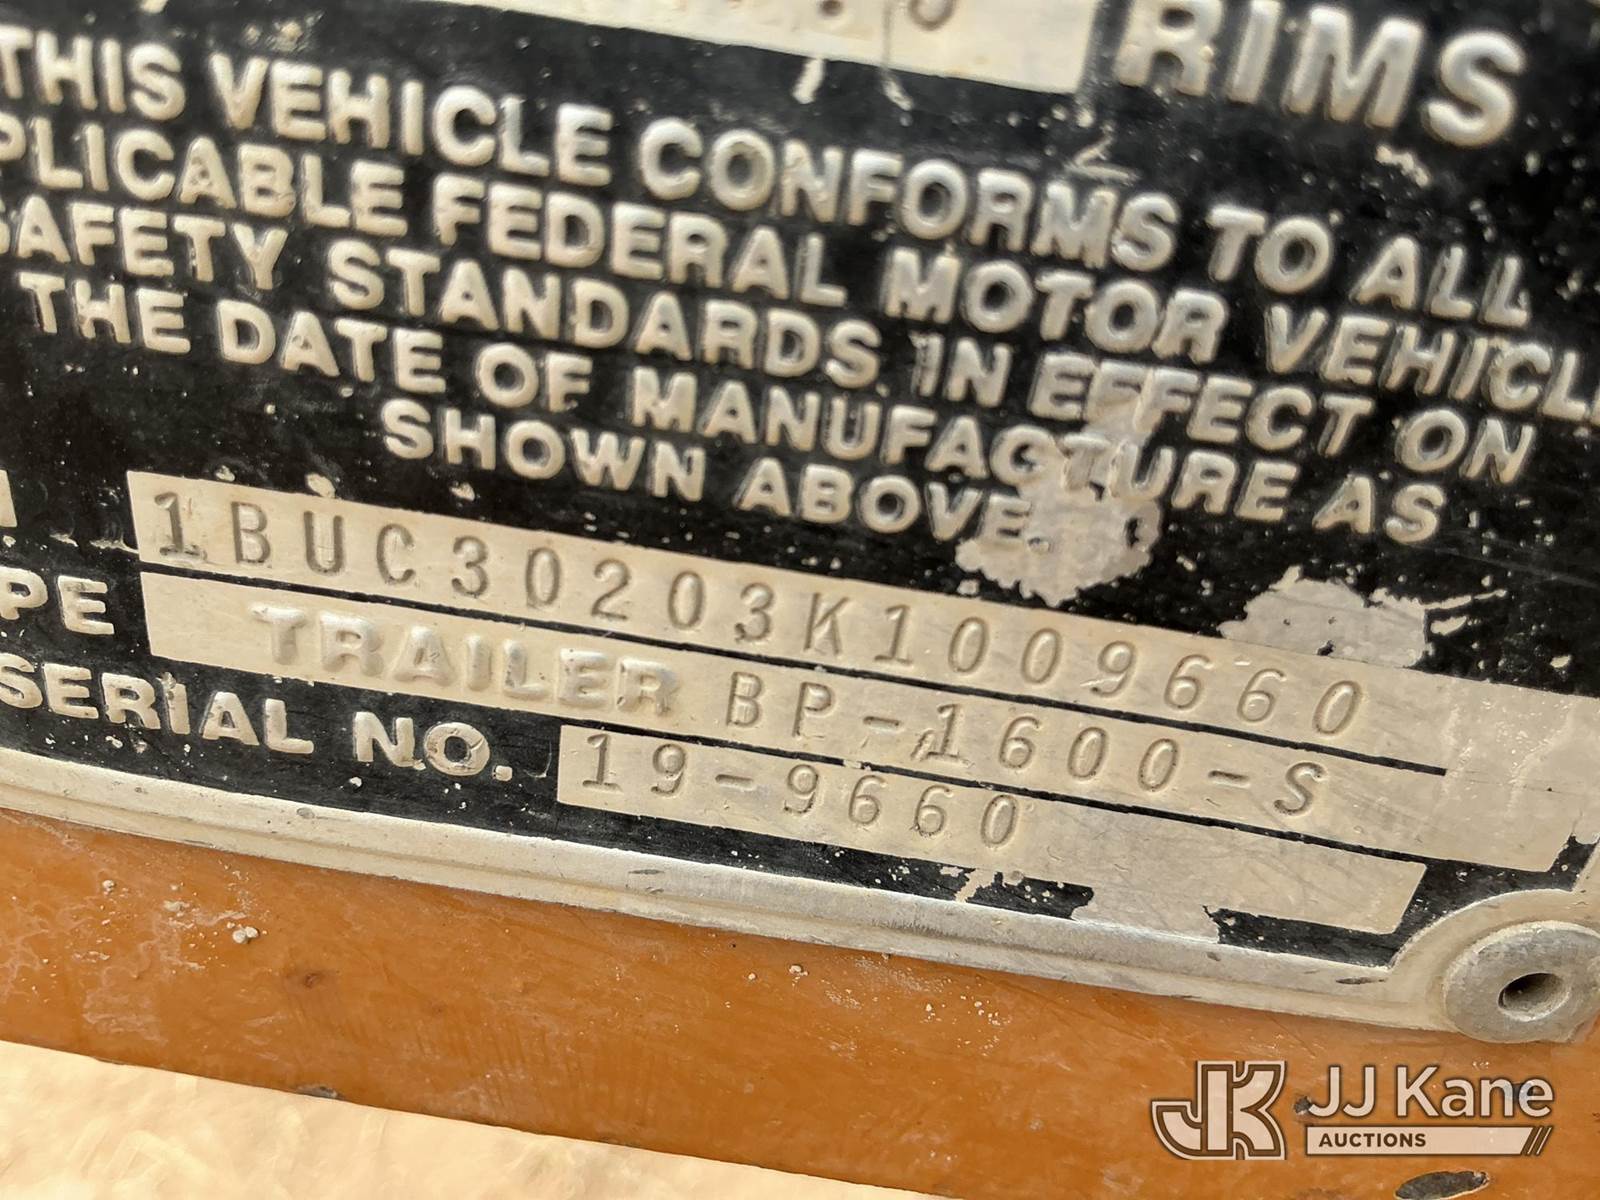 RIMS
THIS VEHICLE CONFORMS TO ALL
PLICABLE FEDERAL MOTOR VEHICL
SAFETY STANDARDS IN EFFECT ON
THE DATE OF MANUFACTURE AS
SHOWN ABOVE.
1BUC30203K1009660
PE TRAILER BP-1600-S
SERIAL NO. 19-9660
JK JJ Kane
AUCTIONS